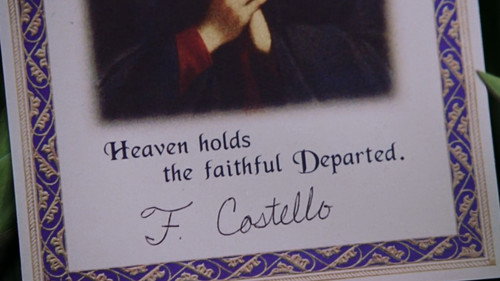 Heaven holds
the faithful Departed.
F. Costello